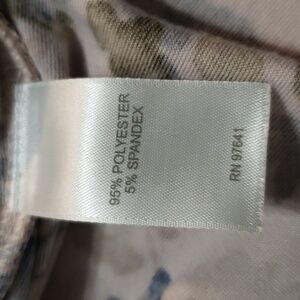 95% POLYESTER
5% SPANDEX
RN 97641